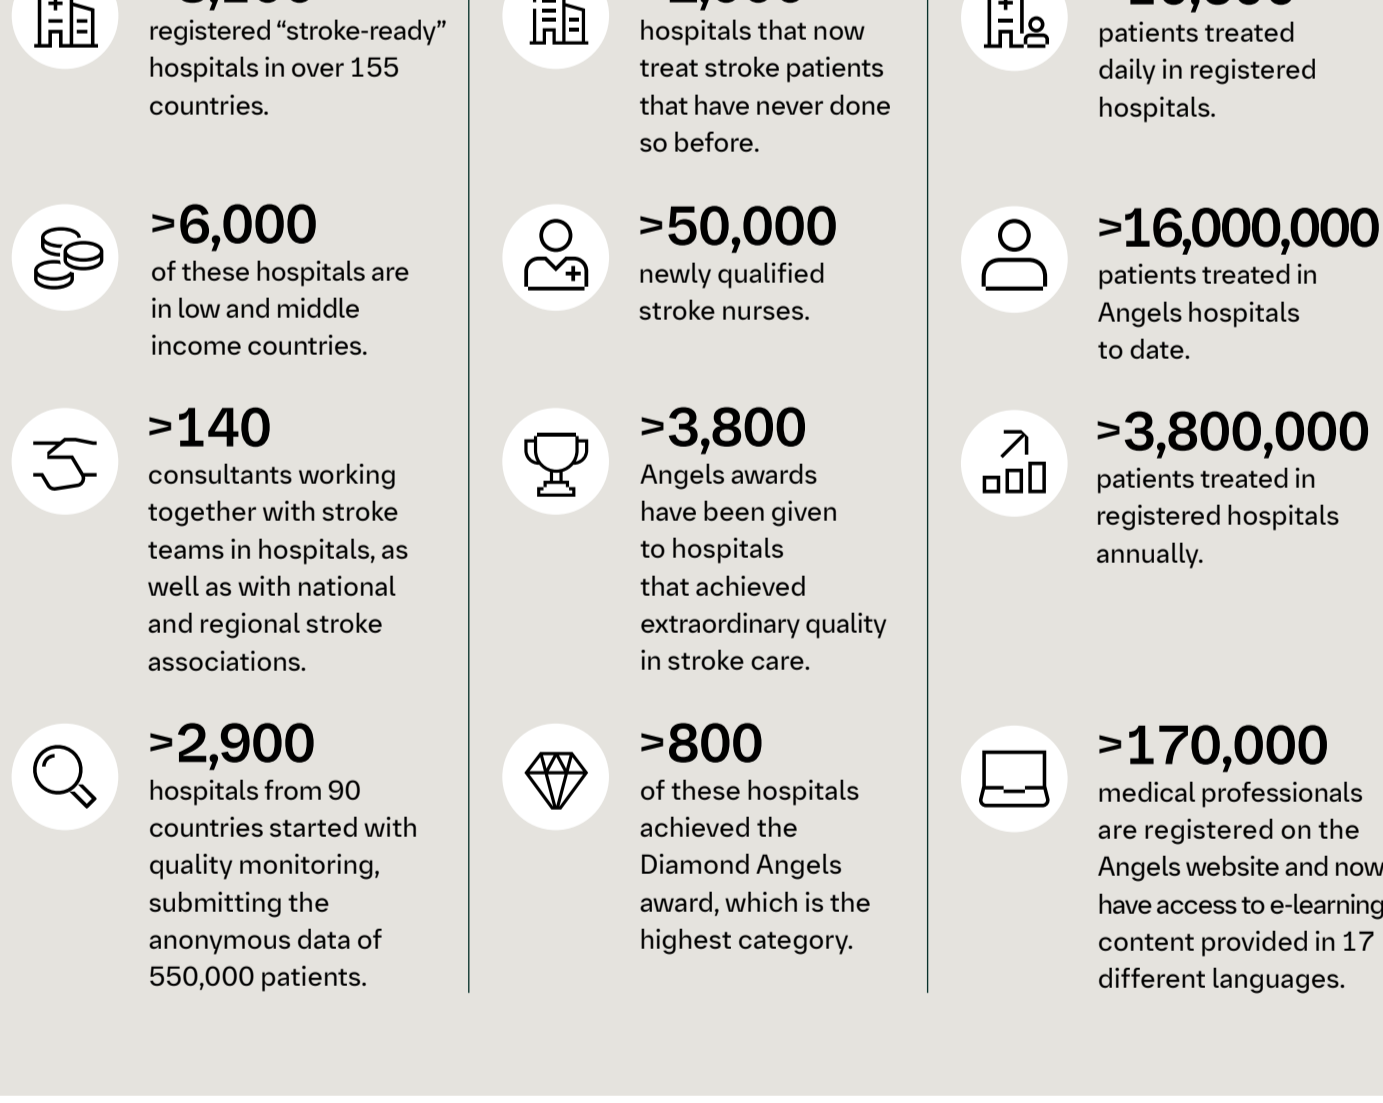 registered “stroke-ready”
hospitals in over 155
countries.
>6,000
of these hospitals are
in low and middle
income countries.
>140
consultants working
together with stroke
teams in hospitals, as
well as with national
and regional stroke
associations.
>2,900
hospitals from 90
countries started with
quality monitoring,
submitting the
anonymous data of
550,000 patients.
hospitals that now
treat stroke patients
that have never done
so before.
>50,000
newly qualified
stroke nurses.
>3,800
Angels awards
have been given
to hospitals
that achieved
extraordinary quality
in stroke care.
>800
of these hospitals
achieved the
Diamond Angels
award, which is the
highest category.
patients treated
daily in registered
hospitals.
>16,000,000
patients treated in
Angels hospitals
to date.
>3,800,000
patients treated in
registered hospitals
annually.
>170,000
medical professionals
are registered on the
Angels website and now
have access to e-learning
content provided in 17
different languages.